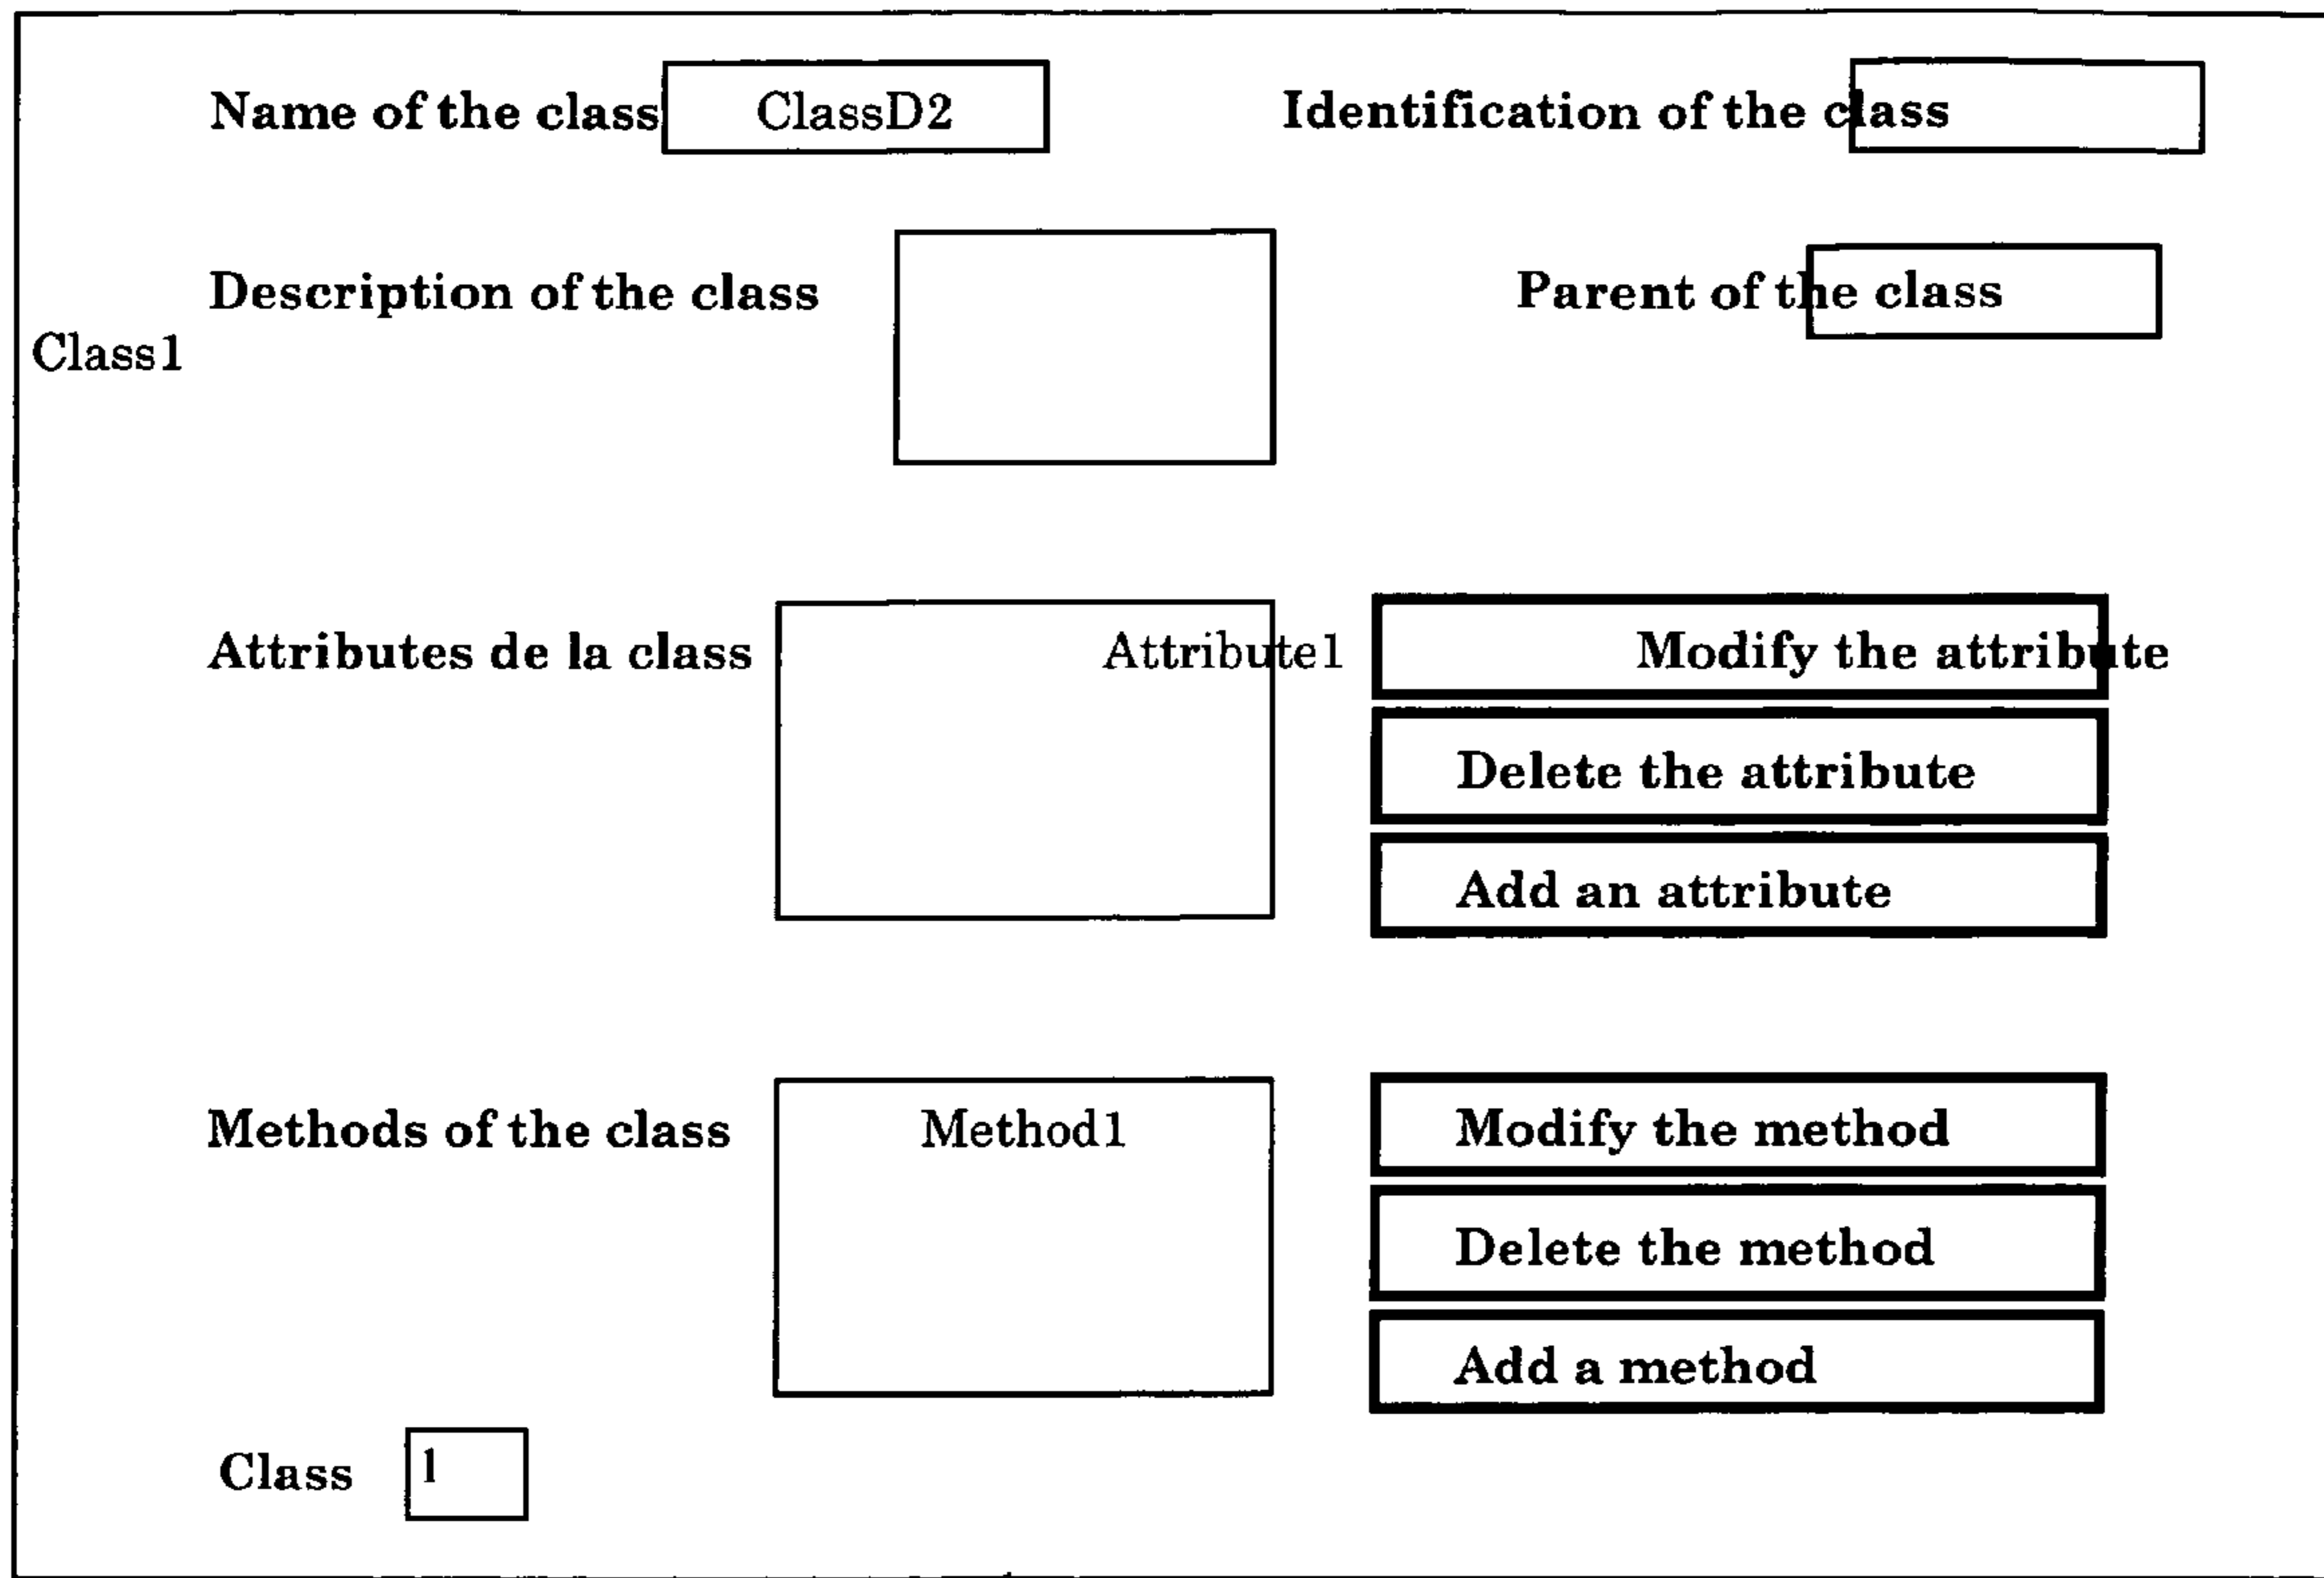 Name of the class ClassD2 Identification of the class
Description of the class Parent of the class
Class1
Attributes de la class Attribute1 Modify the attribute
Delete the attribute
Add an attribute
Methods of the class Method1 Modify the method
Delete the method
Add a method
Class 1